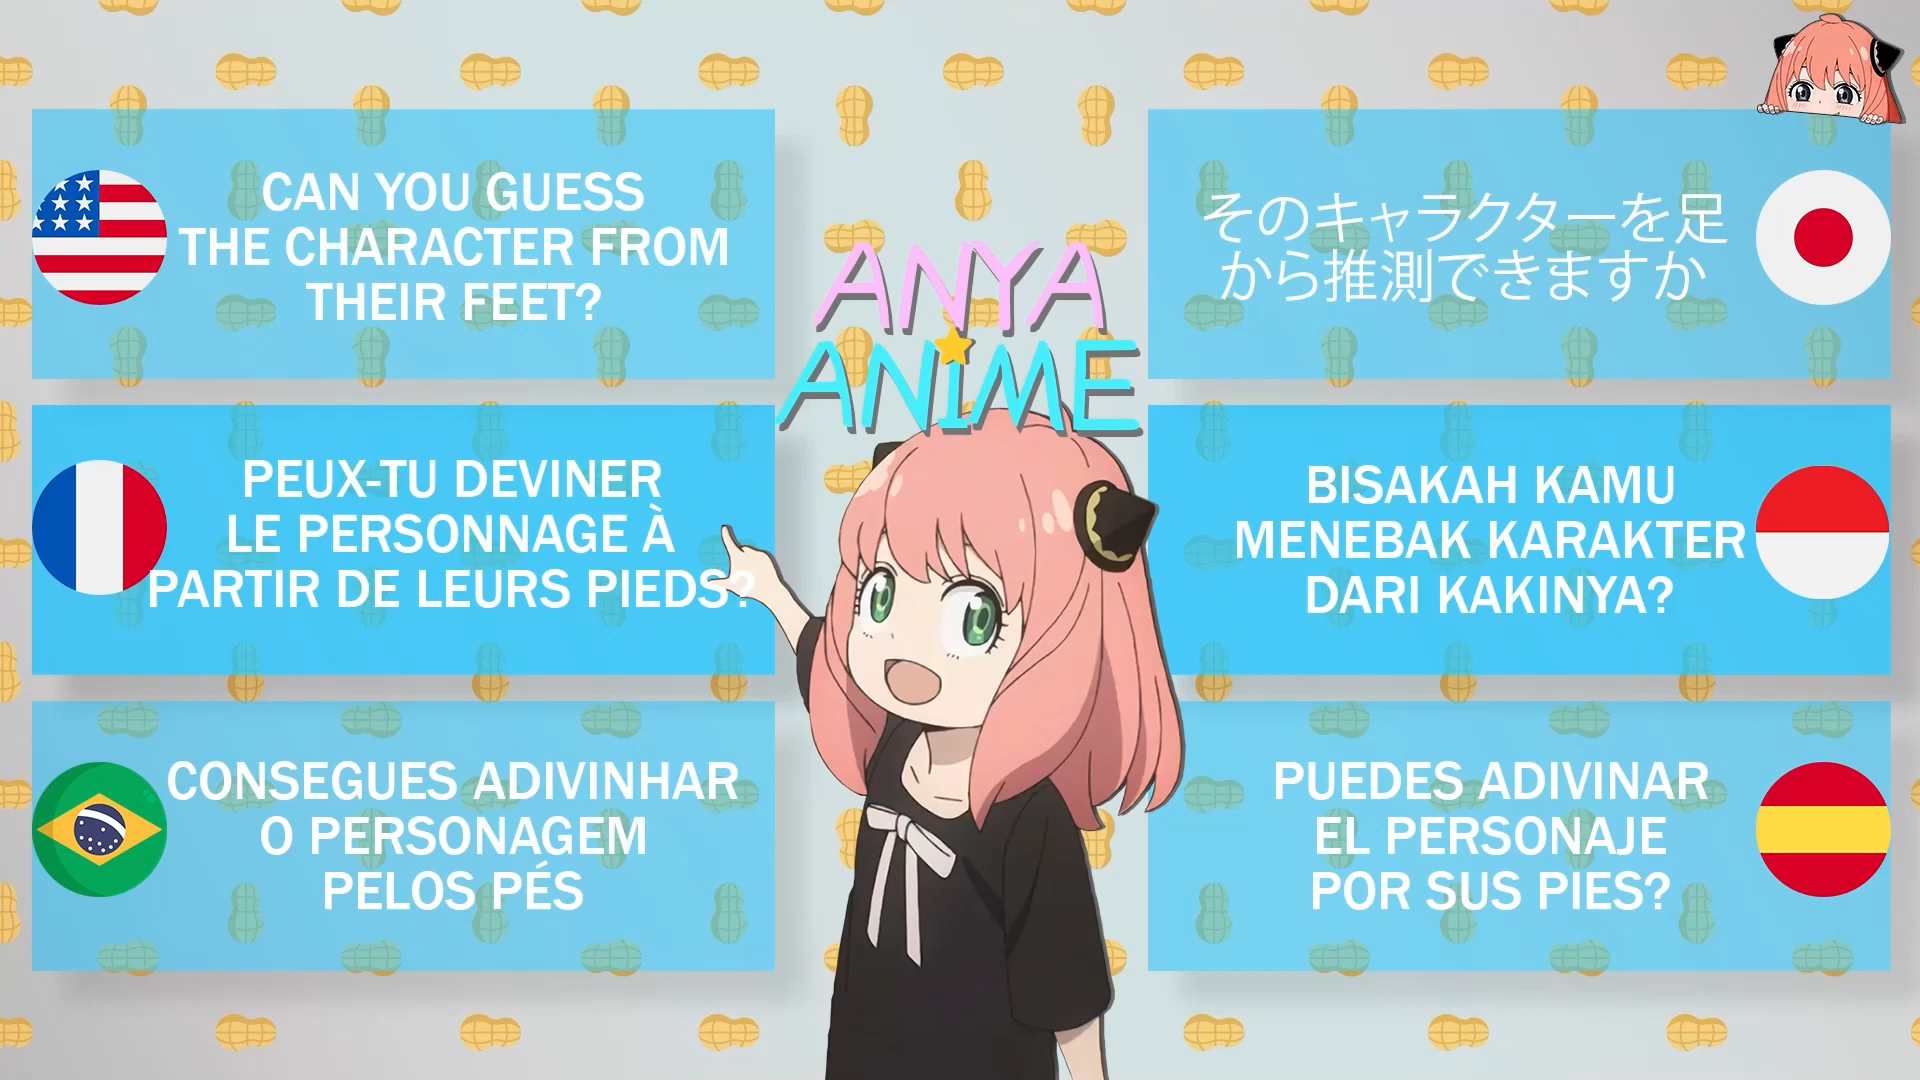 CAN YOU GUESS
THE CHARACTER FROM
THEIR FEET?
そのキャラクターを足
から推測できますか
ANYA
ANIME
PEUX-TU DEVINER
LE PERSONNAGE À
PARTIR DE LEURS PIEDS?
BISAKAH KAMU
MENEBAK KARAKTER
DARI KAKINYA?
CONSEGUES ADIVINHAR
O PERSONAGEM
PELOS PÉS
PUEDES ADIVINAR
EL PERSONAJE
POR SUS PIES?